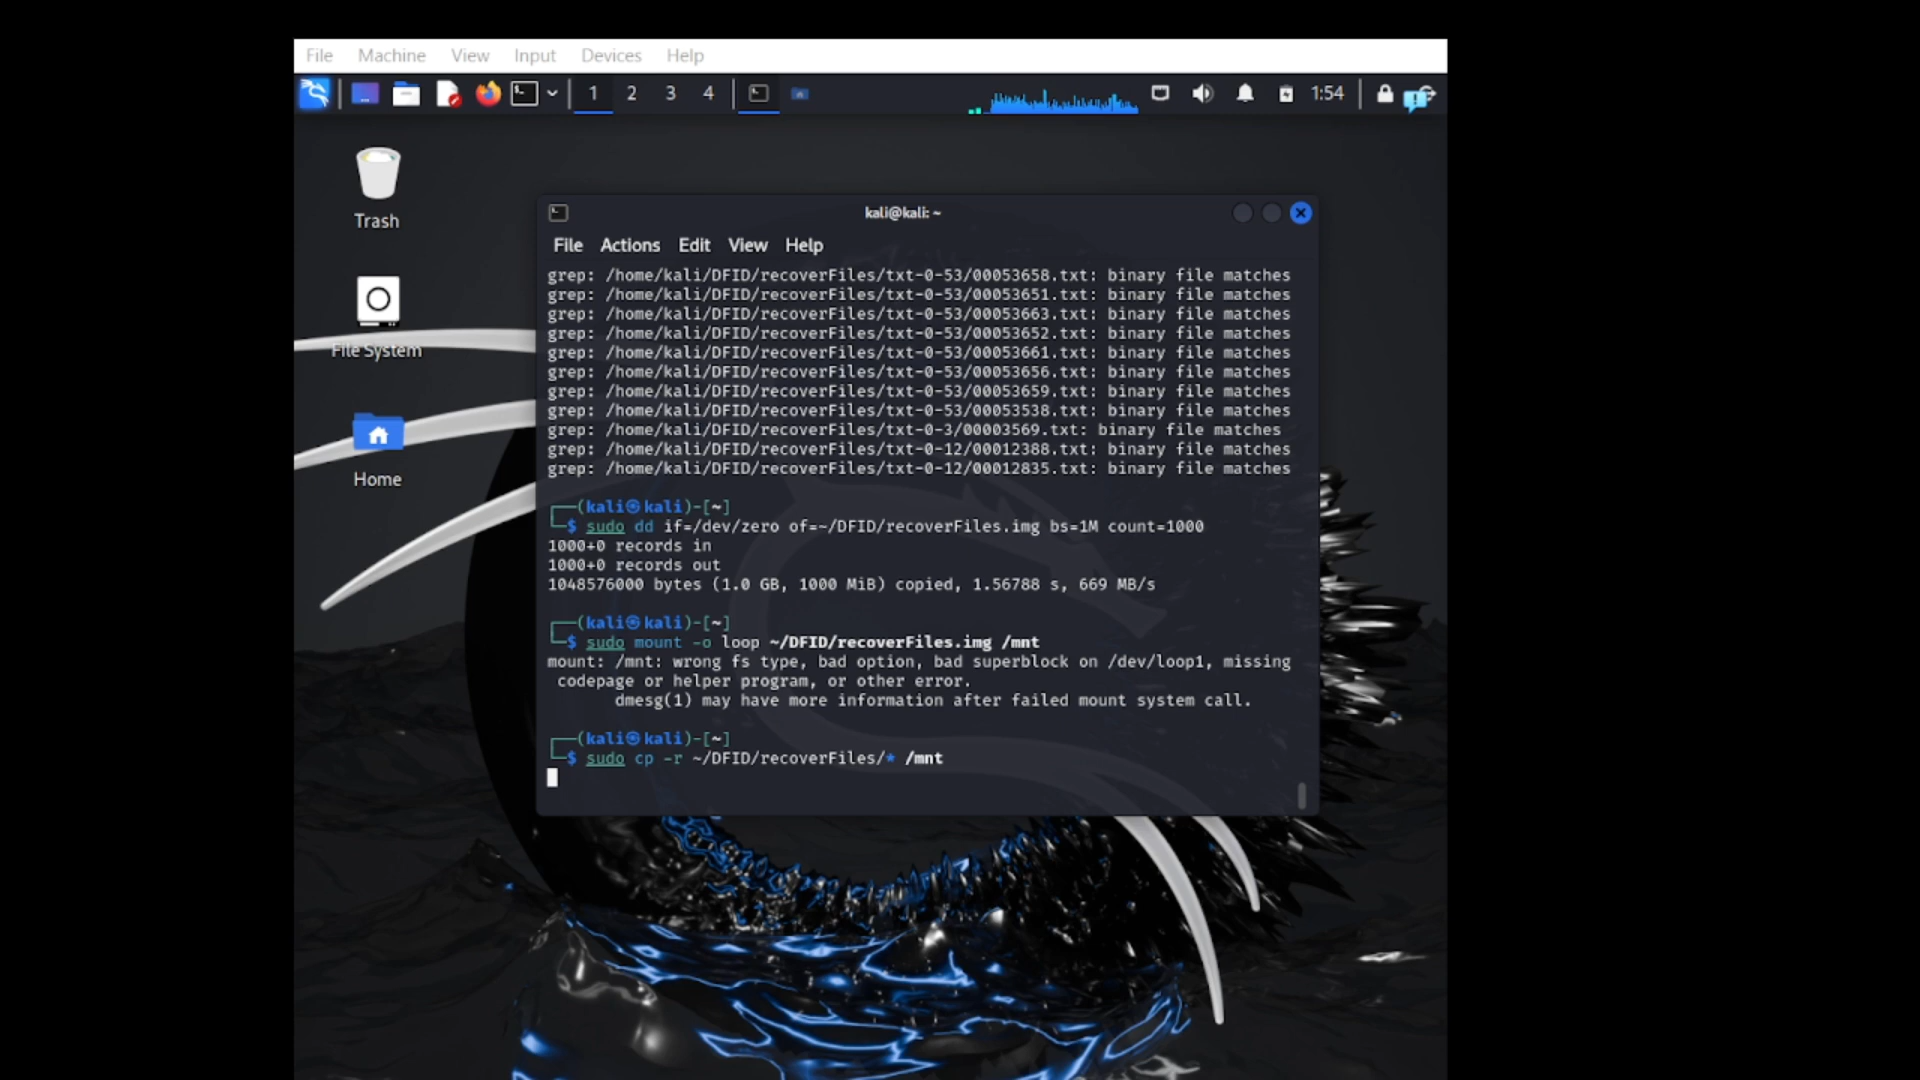 File Machine View Input Devices Help
1 2 3 4 1:54
Trash
File System
Home
kali@kali: ~
File Actions Edit View Help
grep: /home/kali/DFID/recoverFiles/txt-0-53/00053658.txt: binary file matches
grep: /home/kali/DFID/recoverFiles/txt-0-53/00053651.txt: binary file matches
grep: /home/kali/DFID/recoverFiles/txt-0-53/00053663.txt: binary file matches
grep: /home/kali/DFID/recoverFiles/txt-0-53/00053652.txt: binary file matches
grep: /home/kali/DFID/recoverFiles/txt-0-53/00053661.txt: binary file matches
grep: /home/kali/DFID/recoverFiles/txt-0-53/00053656.txt: binary file matches
grep: /home/kali/DFID/recoverFiles/txt-0-53/00053659.txt: binary file matches
grep: /home/kali/DFID/recoverFiles/txt-0-53/00053538.txt: binary file matches
grep: /home/kali/DFID/recoverFiles/txt-0-3/00003569.txt: binary file matches
grep: /home/kali/DFID/recoverFiles/txt-0-12/00012388.txt: binary file matches
grep: /home/kali/DFID/recoverFiles/txt-0-12/00012835.txt: binary file matches
┌──(kali㉿kali)-[~]
└─$ sudo dd if=/dev/zero of=~/DFID/recoverFiles.img bs=1M count=1000
1000+0 records in
1000+0 records out
1048576000 bytes (1.0 GB, 1000 MiB) copied, 1.56788 s, 669 MB/s
┌──(kali㉿kali)-[~]
└─$ sudo mount -o loop ~/DFID/recoverFiles.img /mnt
mount: /mnt: wrong fs type, bad option, bad superblock on /dev/loop1, missing
codepage or helper program, or other error.
dmesg(1) may have more information after failed mount system call.
┌──(kali㉿kali)-[~]
└─$ sudo cp -r ~/DFID/recoverFiles/* /mnt